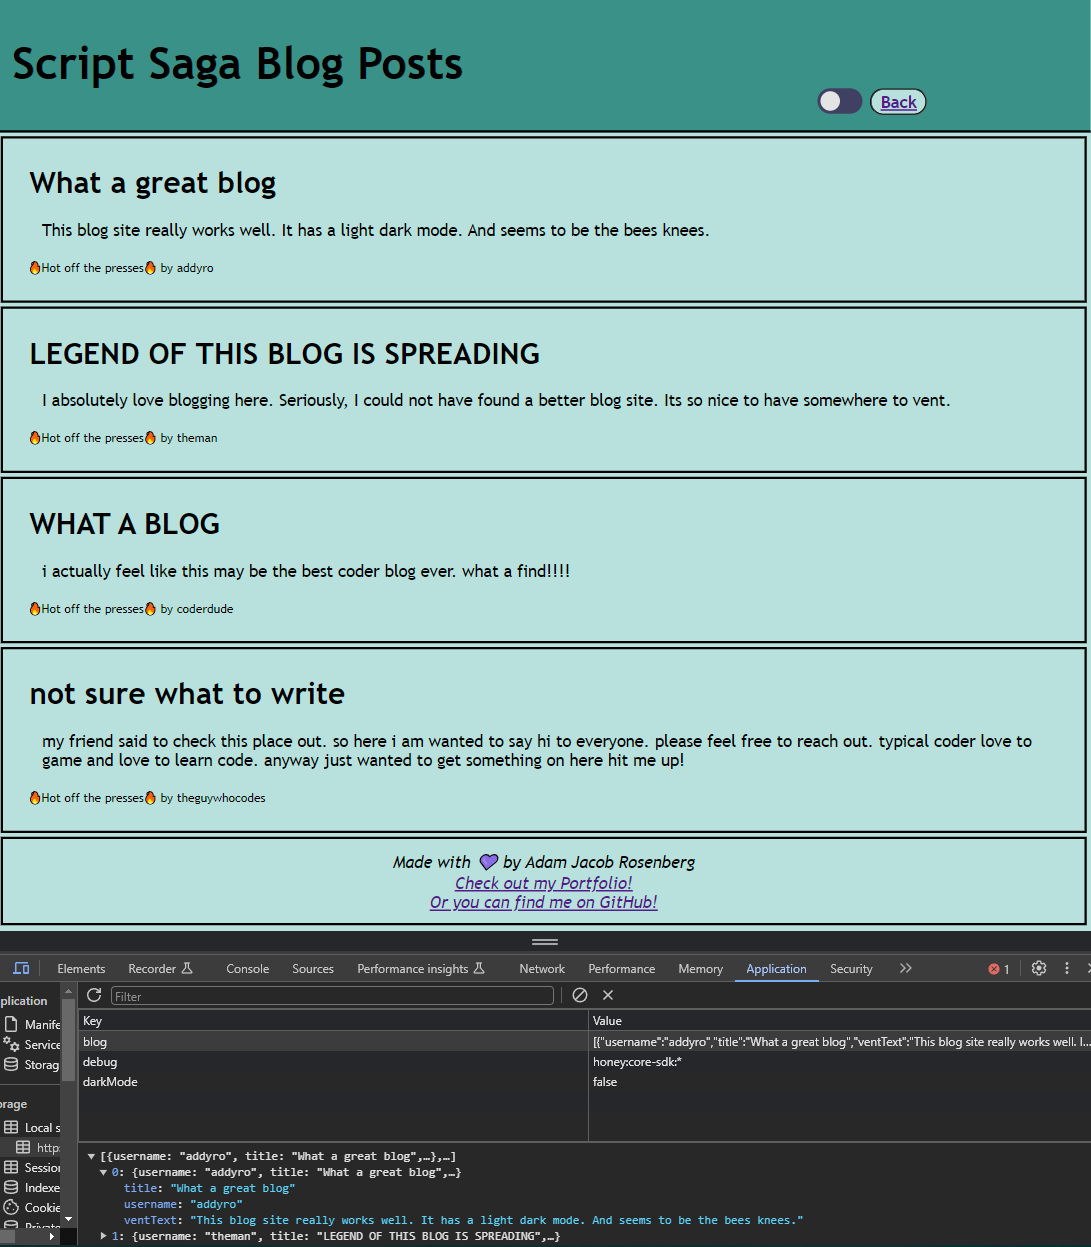 Script Saga Blog Posts
Back
What a great blog
This blog site really works well. It has a light dark mode. And seems to be the bees knees.
🔥Hot off the presses🔥 by addyro
LEGEND OF THIS BLOG IS SPREADING
I absolutely love blogging here. Seriously, I could not have found a better blog site. Its so nice to have somewhere to vent.
🔥Hot off the presses🔥 by theman
WHAT A BLOG
i actually feel like this may be the best coder blog ever. what a find!!!!
🔥Hot off the presses🔥 by coderdude
not sure what to write
my friend said to check this place out. so here i am wanted to say hi to everyone. please feel free to reach out. typical coder love to
game and love to learn code. anyway just wanted to get something on here hit me up!
🔥Hot off the presses🔥 by theguywhocodes
Made with 💜 by Adam Jacob Rosenberg
Check out my Portfolio!
Or you can find me on GitHub!
Elements Recorder Console Sources Performance insights Network Performance Memory Application Security 1
plication
Manife
Service
Storag
orage
Local s
http
Session
Indexe
Cookie
Filter
Key Value
blog [{"username":"addyro","title":"What a great blog","ventText":"This blog site really works well. I...
debug honey:core-sdk:*
darkMode false
[{username: "addyro", title: "What a great blog",…},…]
0: {username: "addyro", title: "What a great blog",…}
title: "What a great blog"
username: "addyro"
ventText: "This blog site really works well. It has a light dark mode. And seems to be the bees knees."
1: {username: "theman", title: "LEGEND OF THIS BLOG IS SPREADING",…}